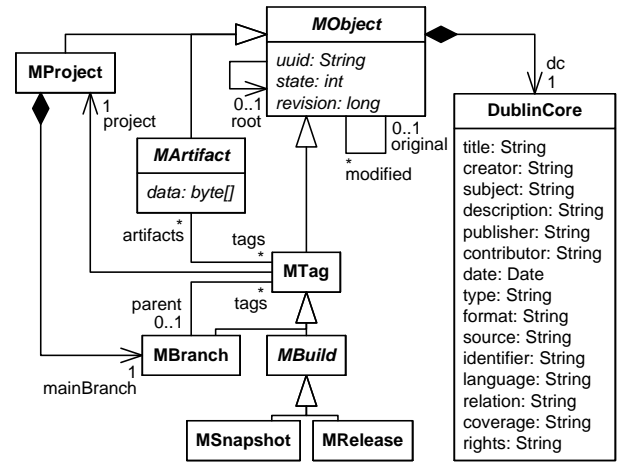 MObject
uuid: String
state: int
revision: long
MProject
dc
1
0..1
root
0..1
original
*
modified
1
project
DublinCore
title: String
creator: String
subject: String
description: String
publisher: String
contributor: String
date: Date
type: String
format: String
source: String
identifier: String
language: String
relation: String
coverage: String
rights: String
MArtifact
data: byte[]
*
artifacts
tags
*
MTag
*
tags
parent
0..1
MBranch
1
mainBranch
MBuild
MSnapshot
MRelease